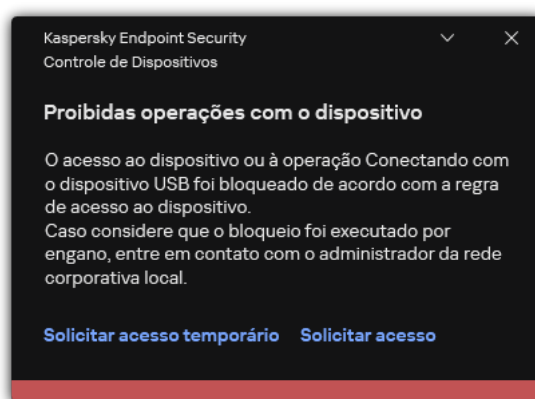 Kaspersky Endpoint Security
Controle de Dispositivos
Proibidas operações com o dispositivo
O acesso ao dispositivo ou à operação Conectando com
o dispositivo USB foi bloqueado de acordo com a regra
de acesso ao dispositivo.
Caso considere que o bloqueio foi executado por
engano, entre em contato com o administrador da rede
corporativa local.
Solicitar acesso temporário Solicitar acesso